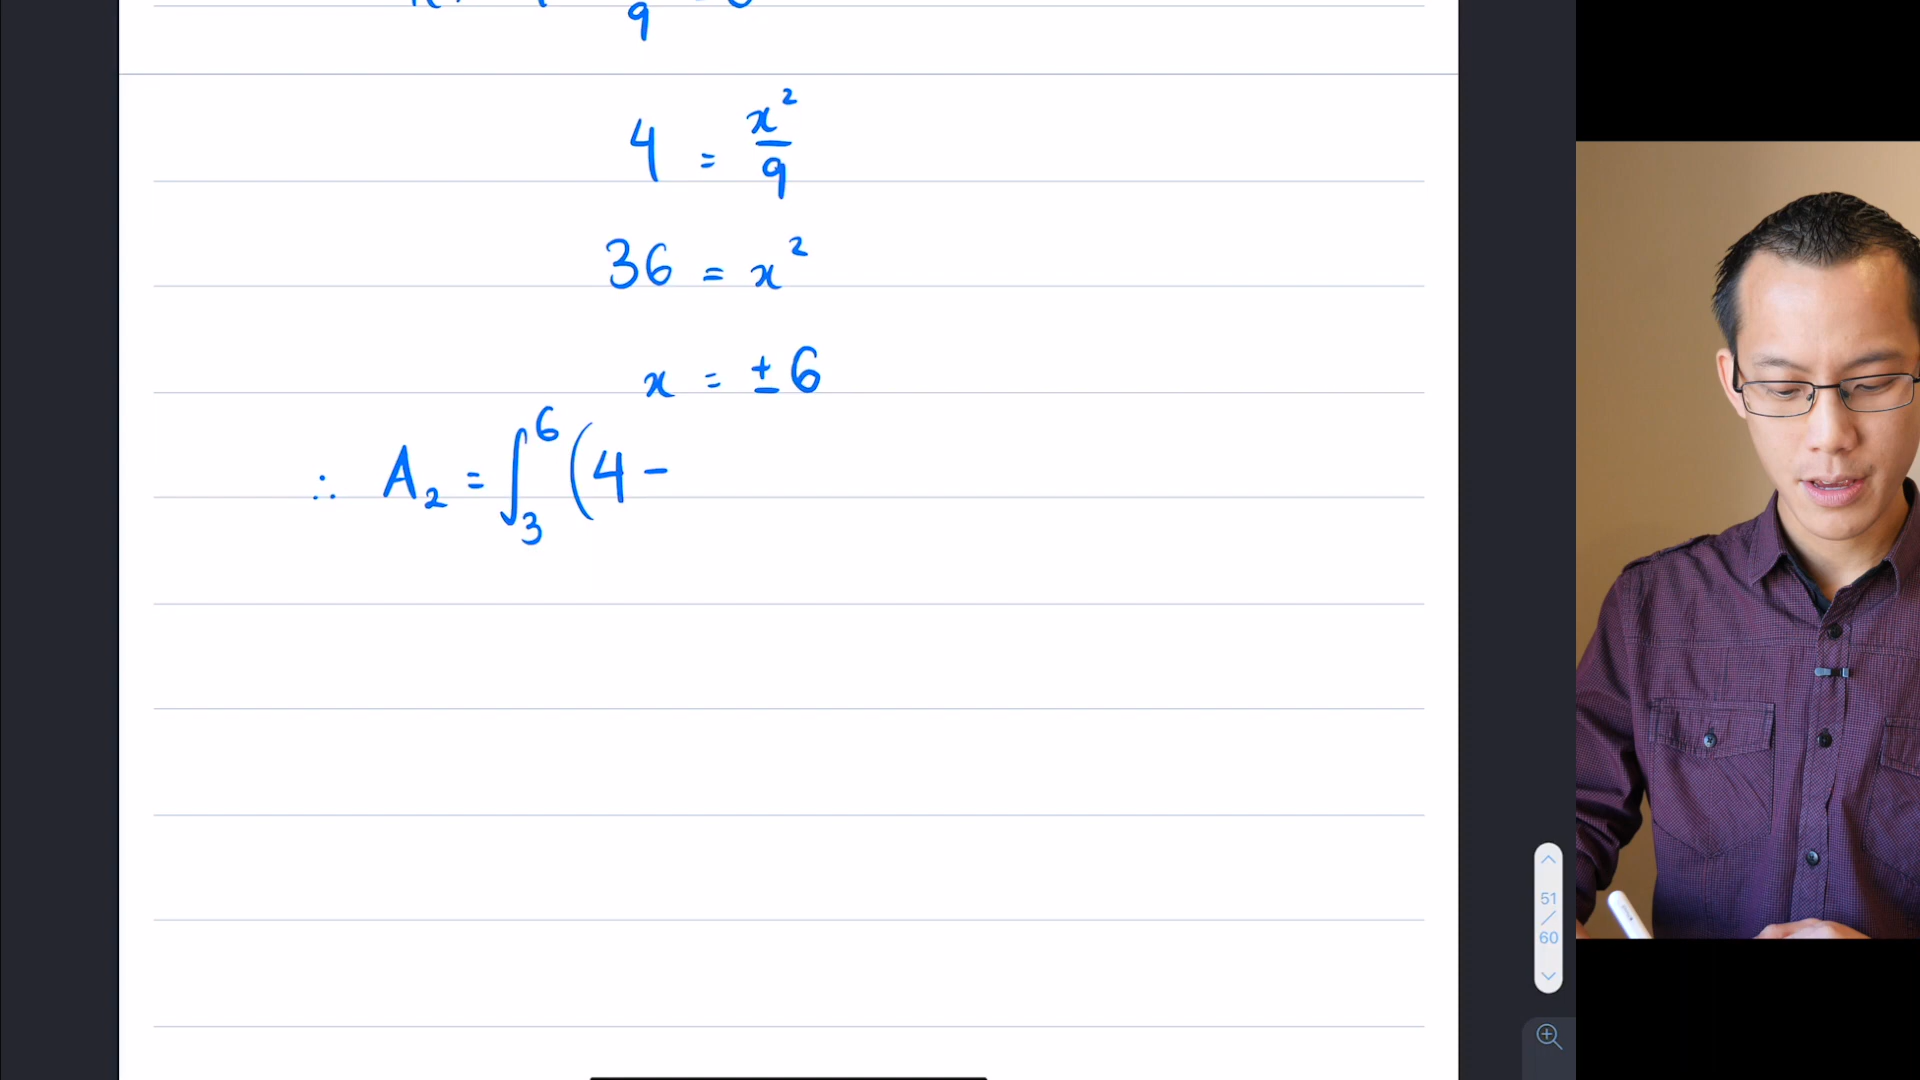 4 = x²/9
36 = x²
x = ±6
∴ A₂ = ∫₃⁶ (4 −
51
/
60